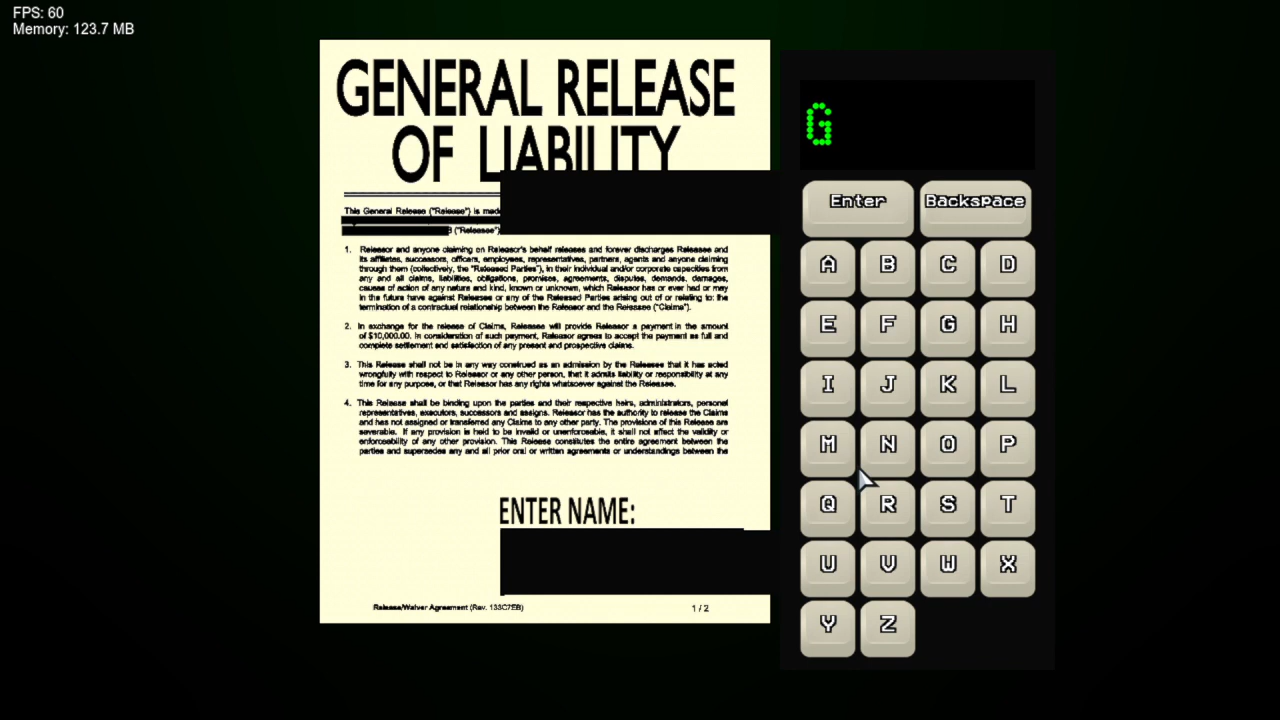 FPS: 60
Memory: 123.7 MB
GENERAL RELEASE
OF LIABILITY
This General Release ("Release") is made
("Releasee")
1. Releasor and anyone claiming on Releasor's behalf releases and forever discharges Releasee and
its affiliates, successors, officers, employees, representatives, partners, agents and anyone claiming
through them (collectively, the "Released Parties"), in their individual and/or corporate capacities from
any and all claims, liabilities, obligations, promises, agreements, disputes, demands, damages,
causes of action of any nature and kind, known or unknown, which Releasor has or ever had or may
in the future have against Releasee or any of the Released Parties arising out of or relating to: the
termination of a contractual relationship between the Releasor and the Releasee ("Claims").
2. In exchange for the release of Claims, Releasee will provide Releasor a payment in the amount
of $10,000.00. In consideration of such payment, Releasor agrees to accept the payment as full and
complete settlement and satisfaction of any present and prospective claims.
3. This Release shall not be in any way construed as an admission by the Releasee that it has acted
wrongfully with respect to Releasor or any other person, that it admits liability or responsibility at any
time for any purpose, or that Releasor has any rights whatsoever against the Releasee.
4. This Release shall be binding upon the parties and their respective heirs, administrators, personal
representatives, executors, successors and assigns. Releasor has the authority to release the Claims
and has not assigned or transferred any Claims to any other party. The provisions of this Release are
severable. If any provision is held to be invalid or unenforceable, it shall not affect the validity or
enforceability of any other provision. This Release constitutes the entire agreement between the
parties and supersedes any and all prior oral or written agreements or understandings between the
ENTER NAME:
Release/Waiver Agreement (Rev. 133C7EB)
1 / 2
G
Enter Backspace
A B C D
E F G H
I J K L
M N O P
Q R S T
U V W X
Y Z